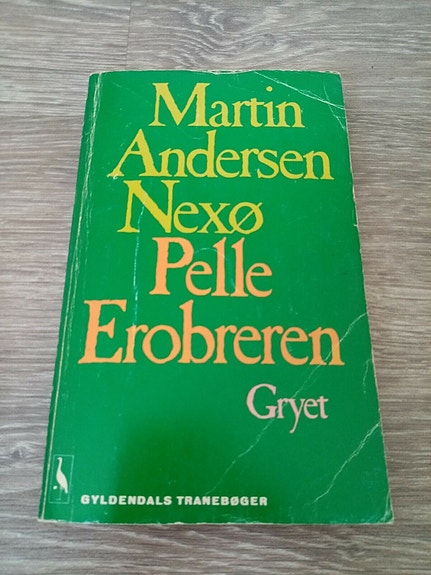 Martin
Andersen
Nexø
Pelle
Erobreren
Gryet
GYLDENDALS TRANEBØGER